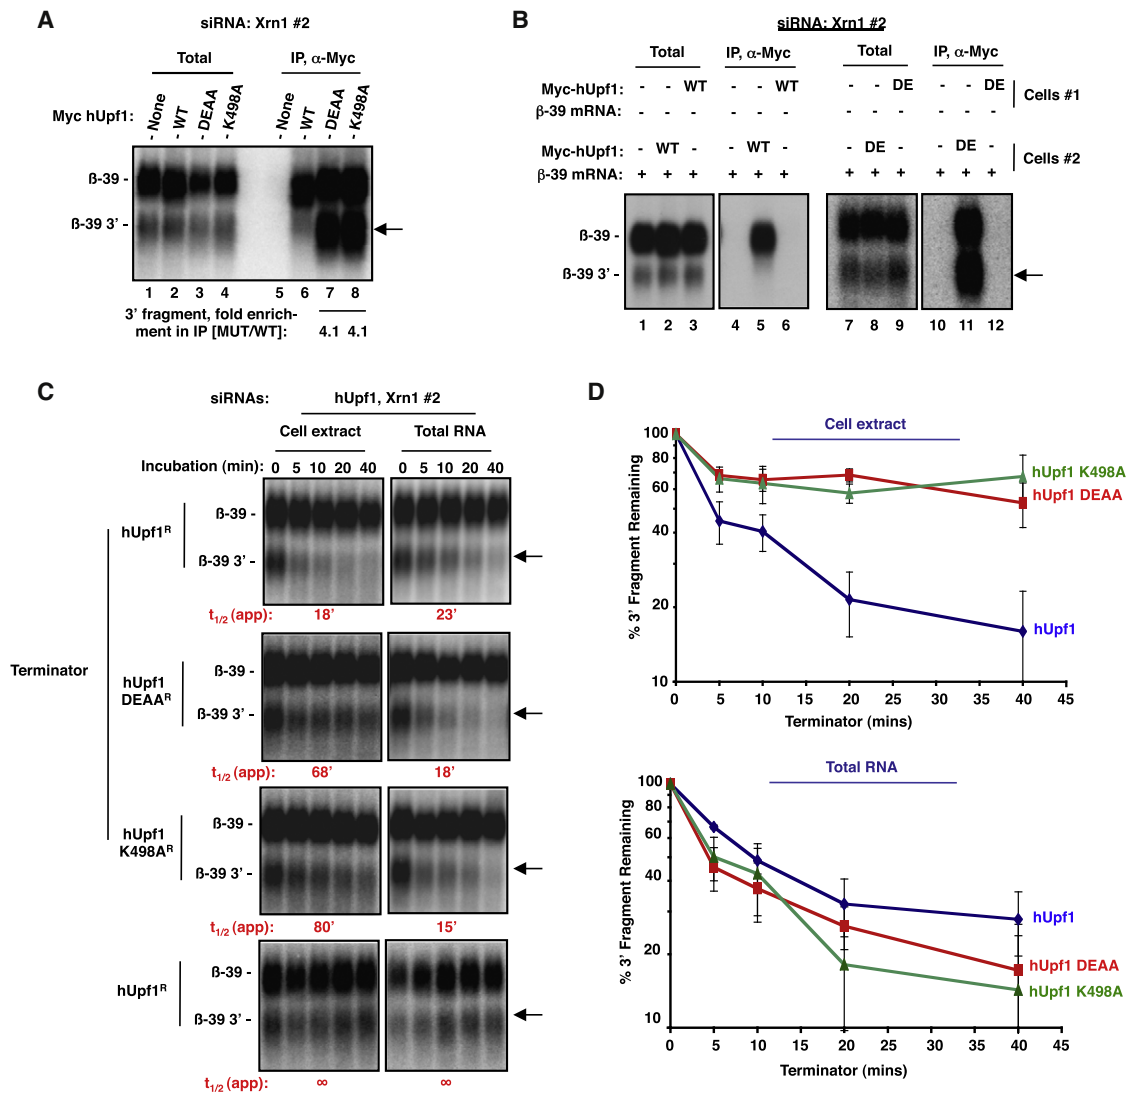 A
siRNA: Xrn1 #2
Total
IP, α-Myc
Myc hUpf1:
- None
- WT
- DEAA
- K498A
- None
- WT
- DEAA
- K498A
ß-39 -
ß-39 3’ -
1 2 3 4 5 6 7 8
3’ fragment, fold enrich-
ment in IP [MUT/WT]:
4.1 4.1
B
siRNA: Xrn1 #2
Total
IP, α-Myc
Total
IP, α-Myc
Myc-hUpf1: - - WT - - WT - - DE - - DE
β-39 mRNA: - - - - - - - - - - - -
Cells #1
Myc-hUpf1: - WT - - WT - - DE - - DE -
β-39 mRNA: + + + + + + + + + + + +
Cells #2
ß-39 -
ß-39 3’ -
1 2 3 4 5 6 7 8 9 10 11 12
C
siRNAs:
hUpf1, Xrn1 #2
Cell extract
Total RNA
Incubation (min): 0 5 10 20 40 0 5 10 20 40
Terminator
hUpf1R
ß-39 -
ß-39 3’ -
t1/2 (app): 18’ 23’
hUpf1
DEAAR
ß-39 -
ß-39 3’ -
t1/2 (app): 68’ 18’
hUpf1
K498AR
ß-39 -
ß-39 3’ -
t1/2 (app): 80’ 15’
hUpf1R
ß-39 -
ß-39 3’ -
t1/2 (app): ∞ ∞
D
Cell extract
% 3’ Fragment Remaining
100
80
60
40
20
10
0 5 10 15 20 25 30 35 40 45
Terminator (mins)
hUpf1 K498A
hUpf1 DEAA
hUpf1
Total RNA
% 3’ Fragment Remaining
100
80
60
40
20
10
0 5 10 15 20 25 30 35 40 45
Terminator (mins)
hUpf1
hUpf1 DEAA
hUpf1 K498A